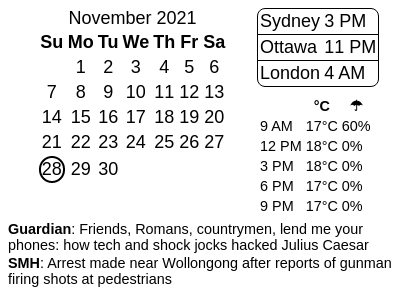 November 2021
Su Mo Tu We Th Fr Sa
1 2 3 4 5 6
7 8 9 10 11 12 13
14 15 16 17 18 19 20
21 22 23 24 25 26 27
28 29 30
Sydney 3 PM
Ottawa 11 PM
London 4 AM
°C ☂
9 AM 17°C 60%
12 PM 18°C 0%
3 PM 18°C 0%
6 PM 17°C 0%
9 PM 17°C 0%
Guardian: Friends, Romans, countrymen, lend me your
phones: how tech and shock jocks hacked Julius Caesar
SMH: Arrest made near Wollongong after reports of gunman
firing shots at pedestrians